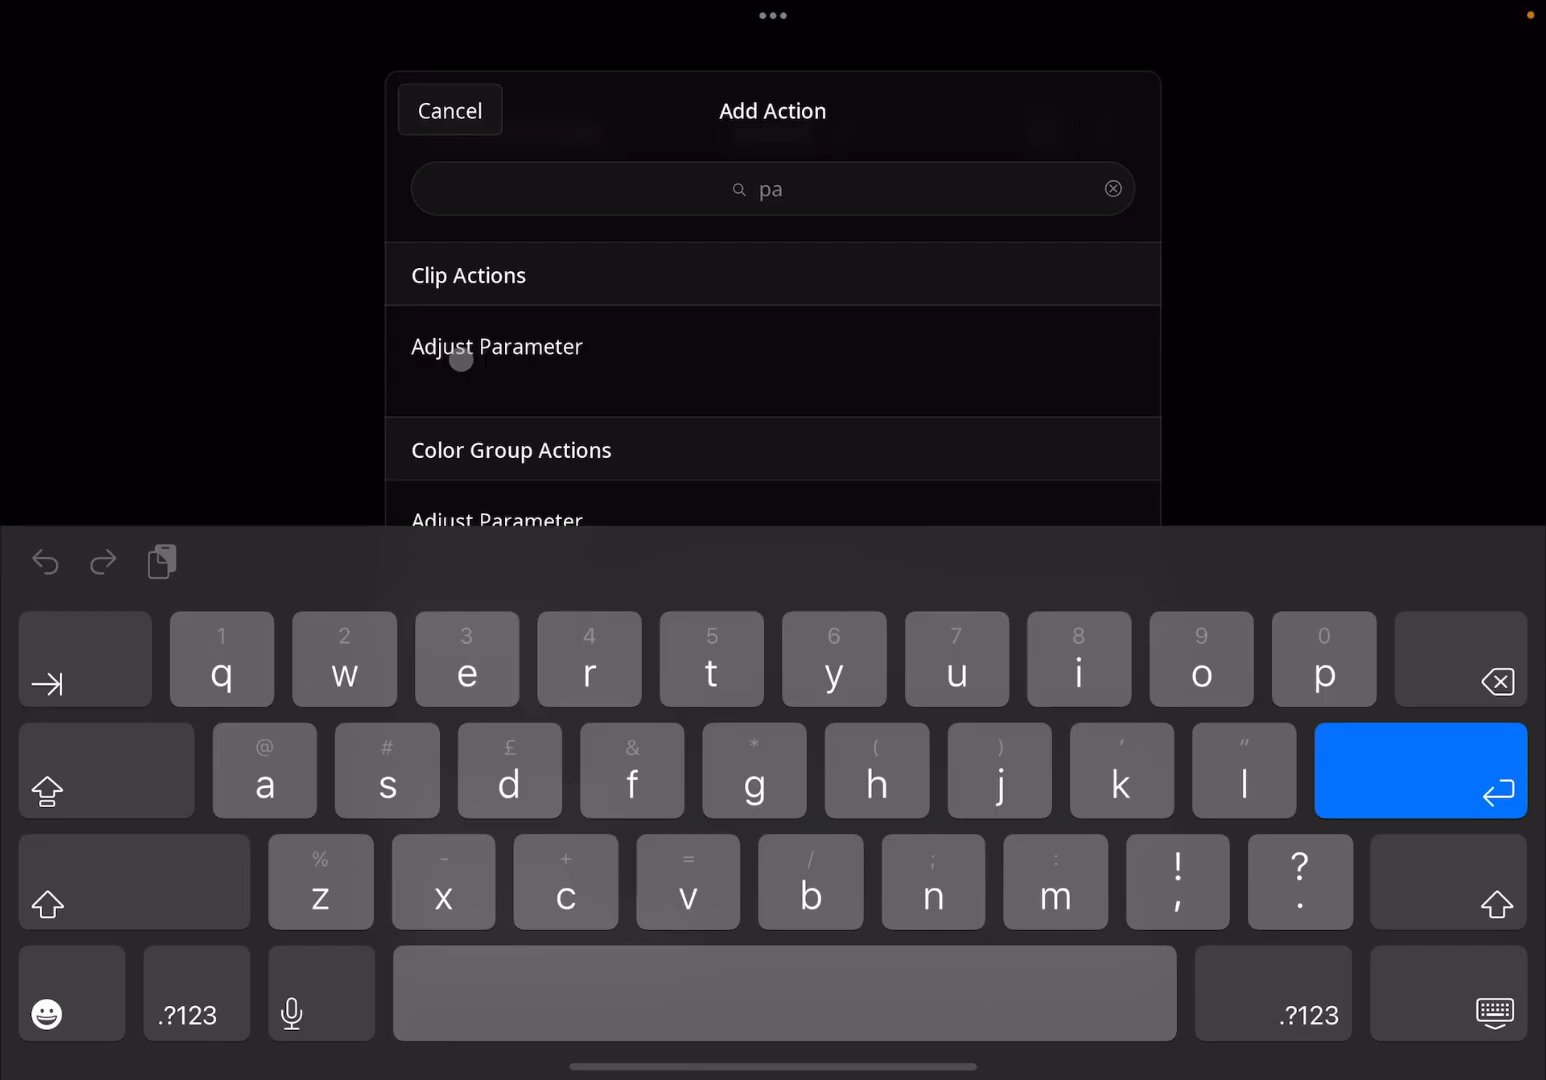 Cancel
Add Action
pa
Clip Actions
Adjust Parameter
Color Group Actions
Adjust Parameter
1 2 3 4 5 6 7 8 9 0
q w e r t y u i o p
@ # £ & * ( ) ' "
a s d f g h j k l
% - + = / ; : ! ?
z x c v b n m , .
.?123 .?123